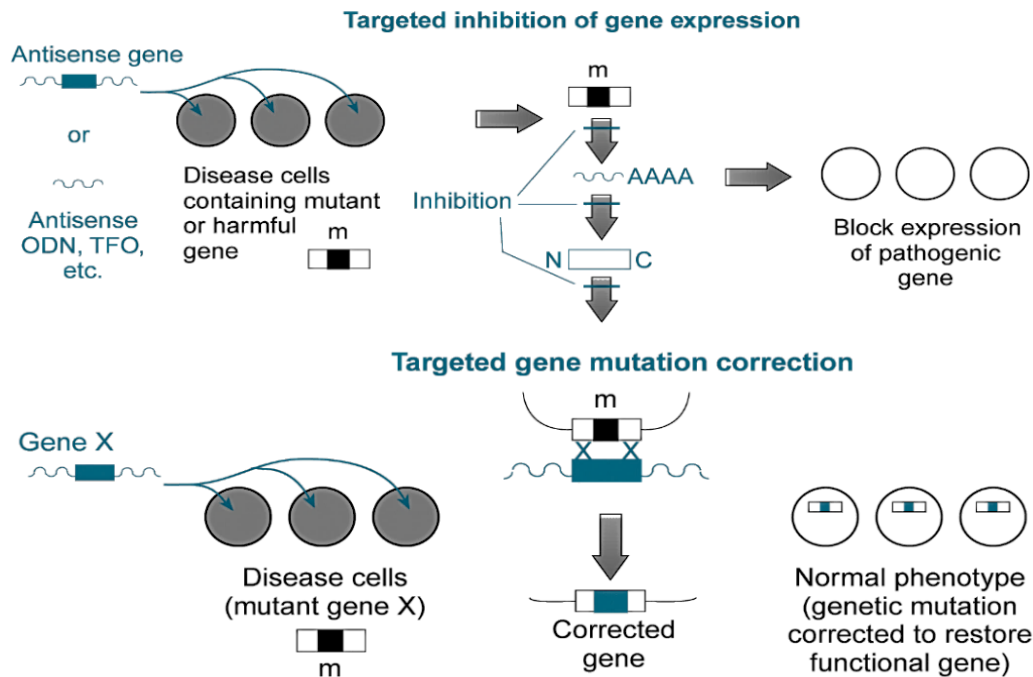 Targeted inhibition of gene expression
Antisense gene
or
Antisense
ODN, TFO,
etc.
Disease cells
containing mutant
or harmful
gene
m
m
AAAA
Inhibition
N C
Block expression
of pathogenic
gene
Targeted gene mutation correction
Gene X
Disease cells
(mutant gene X)
m
m
X X
Corrected
gene
Normal phenotype
(genetic mutation
corrected to restore
functional gene)